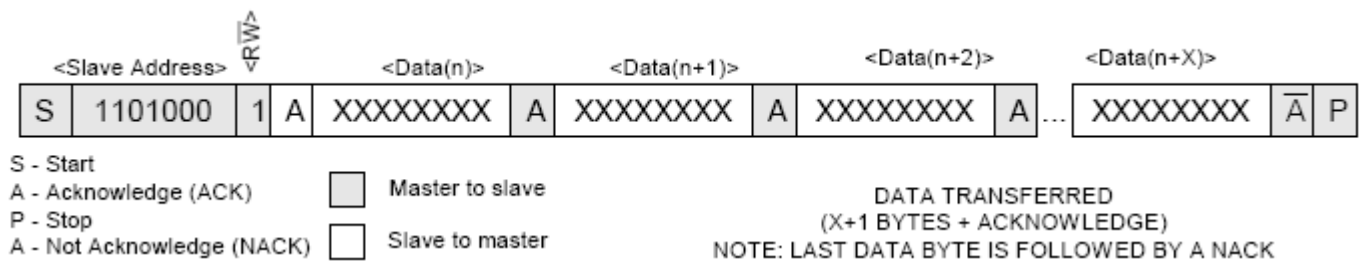 <RW̅>
<Slave Address> <Data(n)> <Data(n+1)> <Data(n+2)> <Data(n+X)>
S 1101000 1 A XXXXXXXX A XXXXXXXX A XXXXXXXX A ... XXXXXXXX A̅ P
S - Start
A - Acknowledge (ACK)
P - Stop
A - Not Acknowledge (NACK)
Master to slave
Slave to master
DATA TRANSFERRED
(X+1 BYTES + ACKNOWLEDGE)
NOTE: LAST DATA BYTE IS FOLLOWED BY A NACK